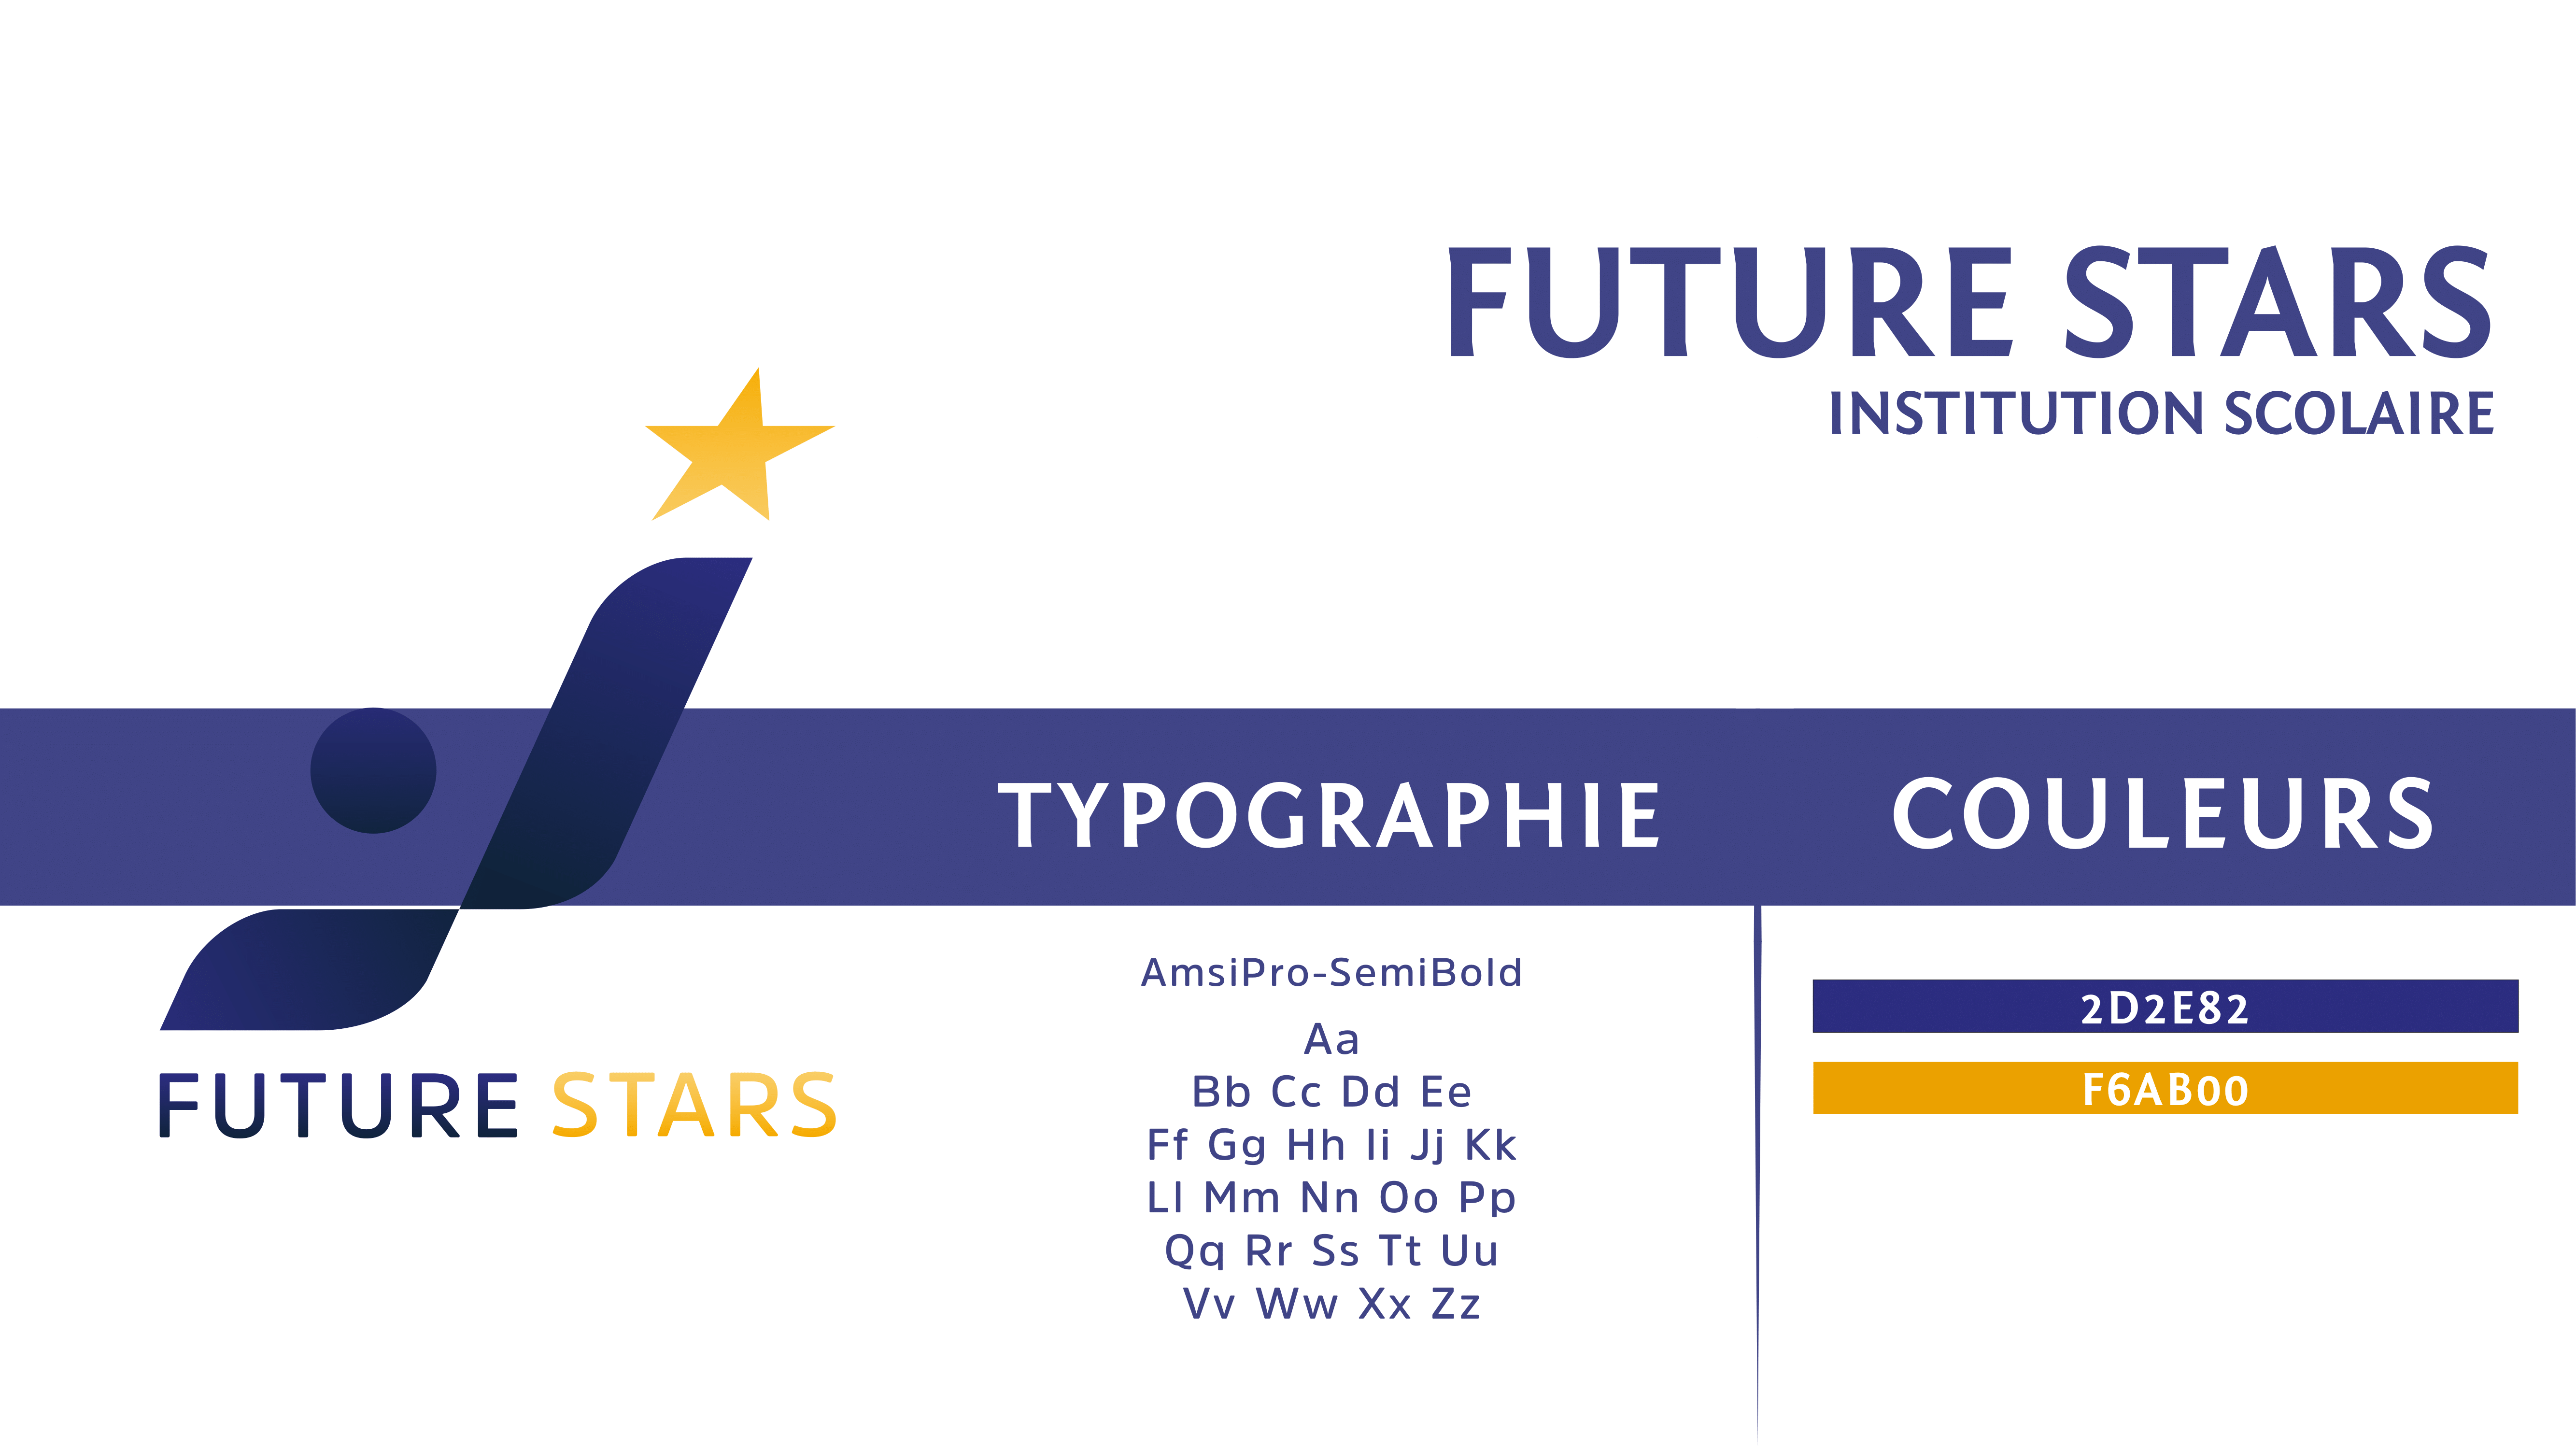 FUTURE STARS
INSTITUTION SCOLAIRE
FUTURE STARS
TYPOGRAPHIE
AmsiPro-SemiBold
Aa
Bb Cc Dd Ee
Ff Gg Hh Ii Jj Kk
Ll Mm Nn Oo Pp
Qq Rr Ss Tt Uu
Vv Ww Xx Zz
COULEURS
2D2E82
F6AB00